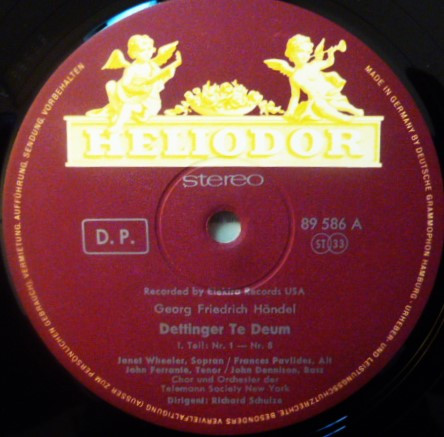 HELIODOR
stereo
D. P.
89 586 A
ST 33
Recorded by Elektra Records USA
Georg Friedrich Händel
Dettinger Te Deum
I. Teil: Nr. 1 — Nr. 8
Janet Wheeler, Sopran / Frances Pavlides, Alt
John Ferrante, Tenor / John Dennison, Bass
Chor und Orchester der
Telemann Society New York
Dirigent: Richard Schulze
MADE IN GERMANY BY DEUTSCHE GRAMMOPHON HAMBURG · URHEBER- UND LEISTUNGSSCHUTZRECHTE, BESONDERS VERVIELFÄLTIGUNG (AUSSER ZUM PERSÖNLICHEN GEBRAUCH), VERMIETUNG, AUFFÜHRUNG, SENDUNG, VORBEHALTEN